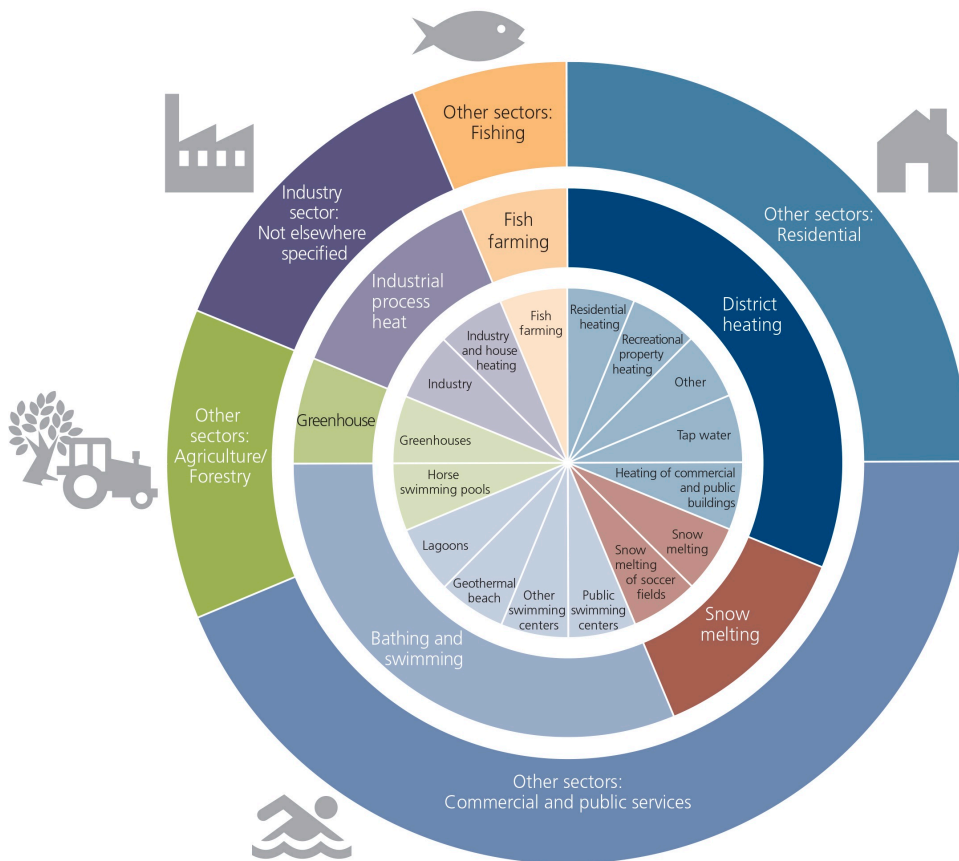 Other sectors:
Fishing
Other sectors:
Residential
Industry
sector:
Not elsewhere
specified
Other
sectors:
Agriculture/
Forestry
Other sectors:
Commercial and public services
Fish
farming
District
heating
Industrial
process
heat
Greenhouse
Snow
melting
Bathing and
swimming
Fish
farming
Residential
heating
Recreational
property
heating
Other
Tap water
Heating of commercial
and public
buildings
Snow
melting
Snow
melting
of soccer
fields
Public
swimming
centers
Other
swimming
centers
Geothermal
beach
Lagoons
Horse
swimming pools
Greenhouses
Industry
Industry
and house
heating